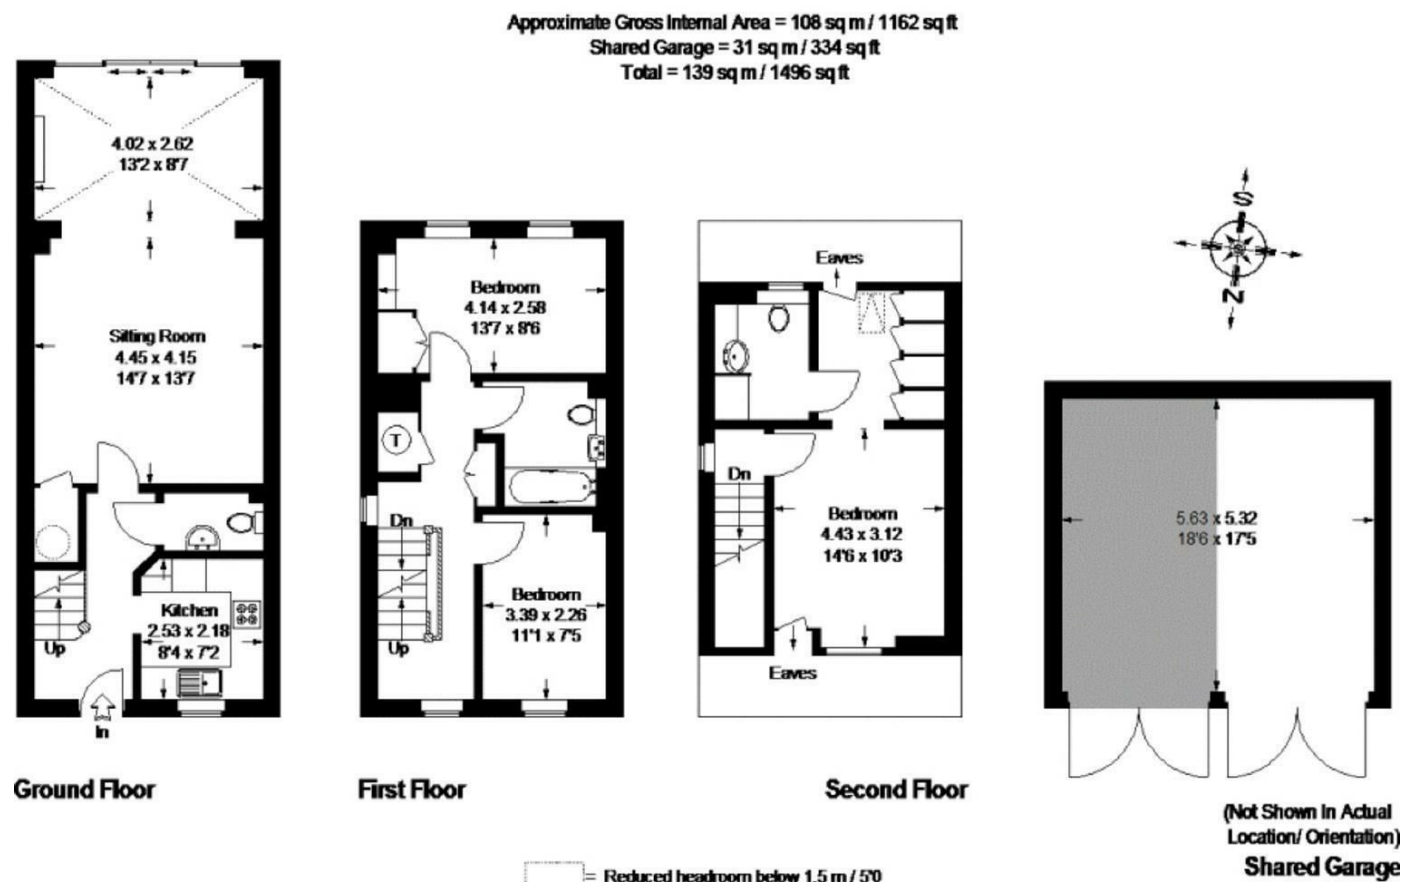 Approximate Gross Internal Area = 108 sq m / 1162 sq ft
Shared Garage = 31 sq m / 334 sq ft
Total = 139 sq m / 1496 sq ft
4.02 x 2.62
13'2 x 8'7
Sitting Room
4.45 x 4.15
14'7 x 13'7
Kitchen
2.53 x 2.18
8'4 x 7'2
Up
In
Ground Floor
Bedroom
4.14 x 2.58
13'7 x 8'6
T
Dn
Up
Bedroom
3.39 x 2.26
11'1 x 7'5
First Floor
Eaves
Dn
Bedroom
4.43 x 3.12
14'6 x 10'3
Eaves
Second Floor
S
N
5.63 x 5.32
18'6 x 17'5
(Not Shown In Actual
Location/ Orientation)
Shared Garage
= Reduced headroom below 1.5 m / 5'0